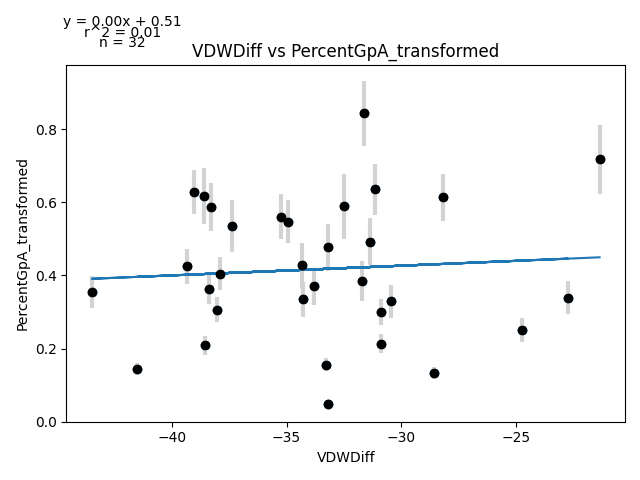 y = 0.00x + 0.51
r^2 = 0.01
n = 32
VDWDiff vs PercentGpA_transformed
PercentGpA_transformed
0.8
0.6
0.4
0.2
0.0
−40
−35
−30
−25
VDWDiff